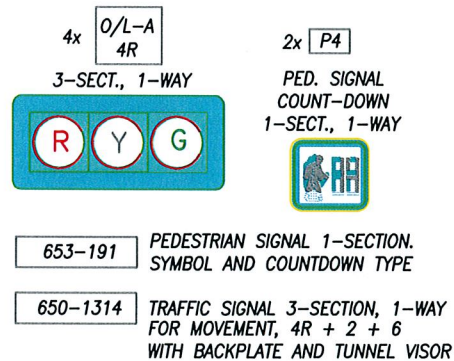 4x
O/L-A
4R
3-SECT., 1-WAY
R Y G
2x P4
PED. SIGNAL
COUNT-DOWN
1-SECT., 1-WAY
653-191
PEDESTRIAN SIGNAL 1-SECTION.
SYMBOL AND COUNTDOWN TYPE
650-1314
TRAFFIC SIGNAL 3-SECTION, 1-WAY
FOR MOVEMENT, 4R + 2 + 6
WITH BACKPLATE AND TUNNEL VISOR